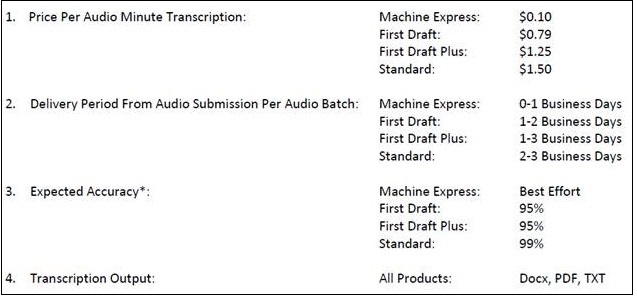 1. Price Per Audio Minute Transcription: Machine Express: $0.10
First Draft: $0.79
First Draft Plus: $1.25
Standard: $1.50
2. Delivery Period From Audio Submission Per Audio Batch: Machine Express: 0-1 Business Days
First Draft: 1-2 Business Days
First Draft Plus: 1-3 Business Days
Standard: 2-3 Business Days
3. Expected Accuracy*: Machine Express: Best Effort
First Draft: 95%
First Draft Plus: 95%
Standard: 99%
4. Transcription Output: All Products: Docx, PDF, TXT